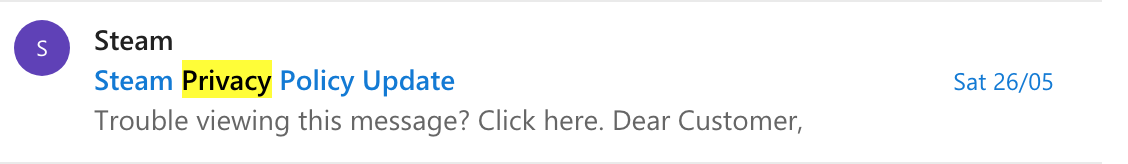 S
Steam
Steam Privacy Policy Update
Sat 26/05
Trouble viewing this message? Click here. Dear Customer,